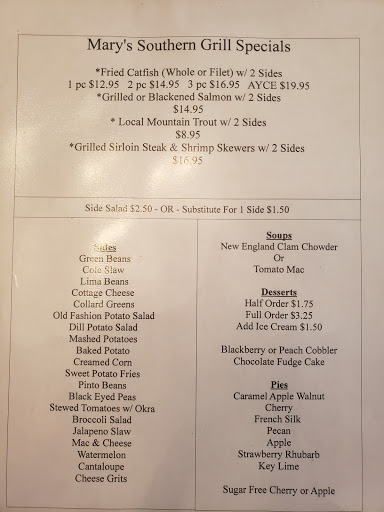 Mary's Southern Grill Specials
*Fried Catfish (Whole or Filet) w/ 2 Sides
1 pc $12.95 2 pc $14.95 3 pc $16.95 AYCE $19.95
*Grilled or Blackened Salmon w/ 2 Sides
$14.95
* Local Mountain Trout w/ 2 Sides
$8.95
*Grilled Sirloin Steak & Shrimp Skewers w/ 2 Sides
$16.95
Side Salad $2.50 - OR - Substitute For 1 Side $1.50
Sides
Green Beans
Cole Slaw
Lima Beans
Cottage Cheese
Collard Greens
Old Fashion Potato Salad
Dill Potato Salad
Mashed Potatoes
Baked Potato
Creamed Corn
Sweet Potato Fries
Pinto Beans
Black Eyed Peas
Stewed Tomatoes w/ Okra
Broccoli Salad
Jalapeno Slaw
Mac & Cheese
Watermelon
Cantaloupe
Cheese Grits
Soups
New England Clam Chowder
Or
Tomato Mac
Desserts
Half Order $1.75
Full Order $3.25
Add Ice Cream $1.50
Blackberry or Peach Cobbler
Chocolate Fudge Cake
Pies
Caramel Apple Walnut
Cherry
French Silk
Pecan
Apple
Strawberry Rhubarb
Key Lime
Sugar Free Cherry or Apple